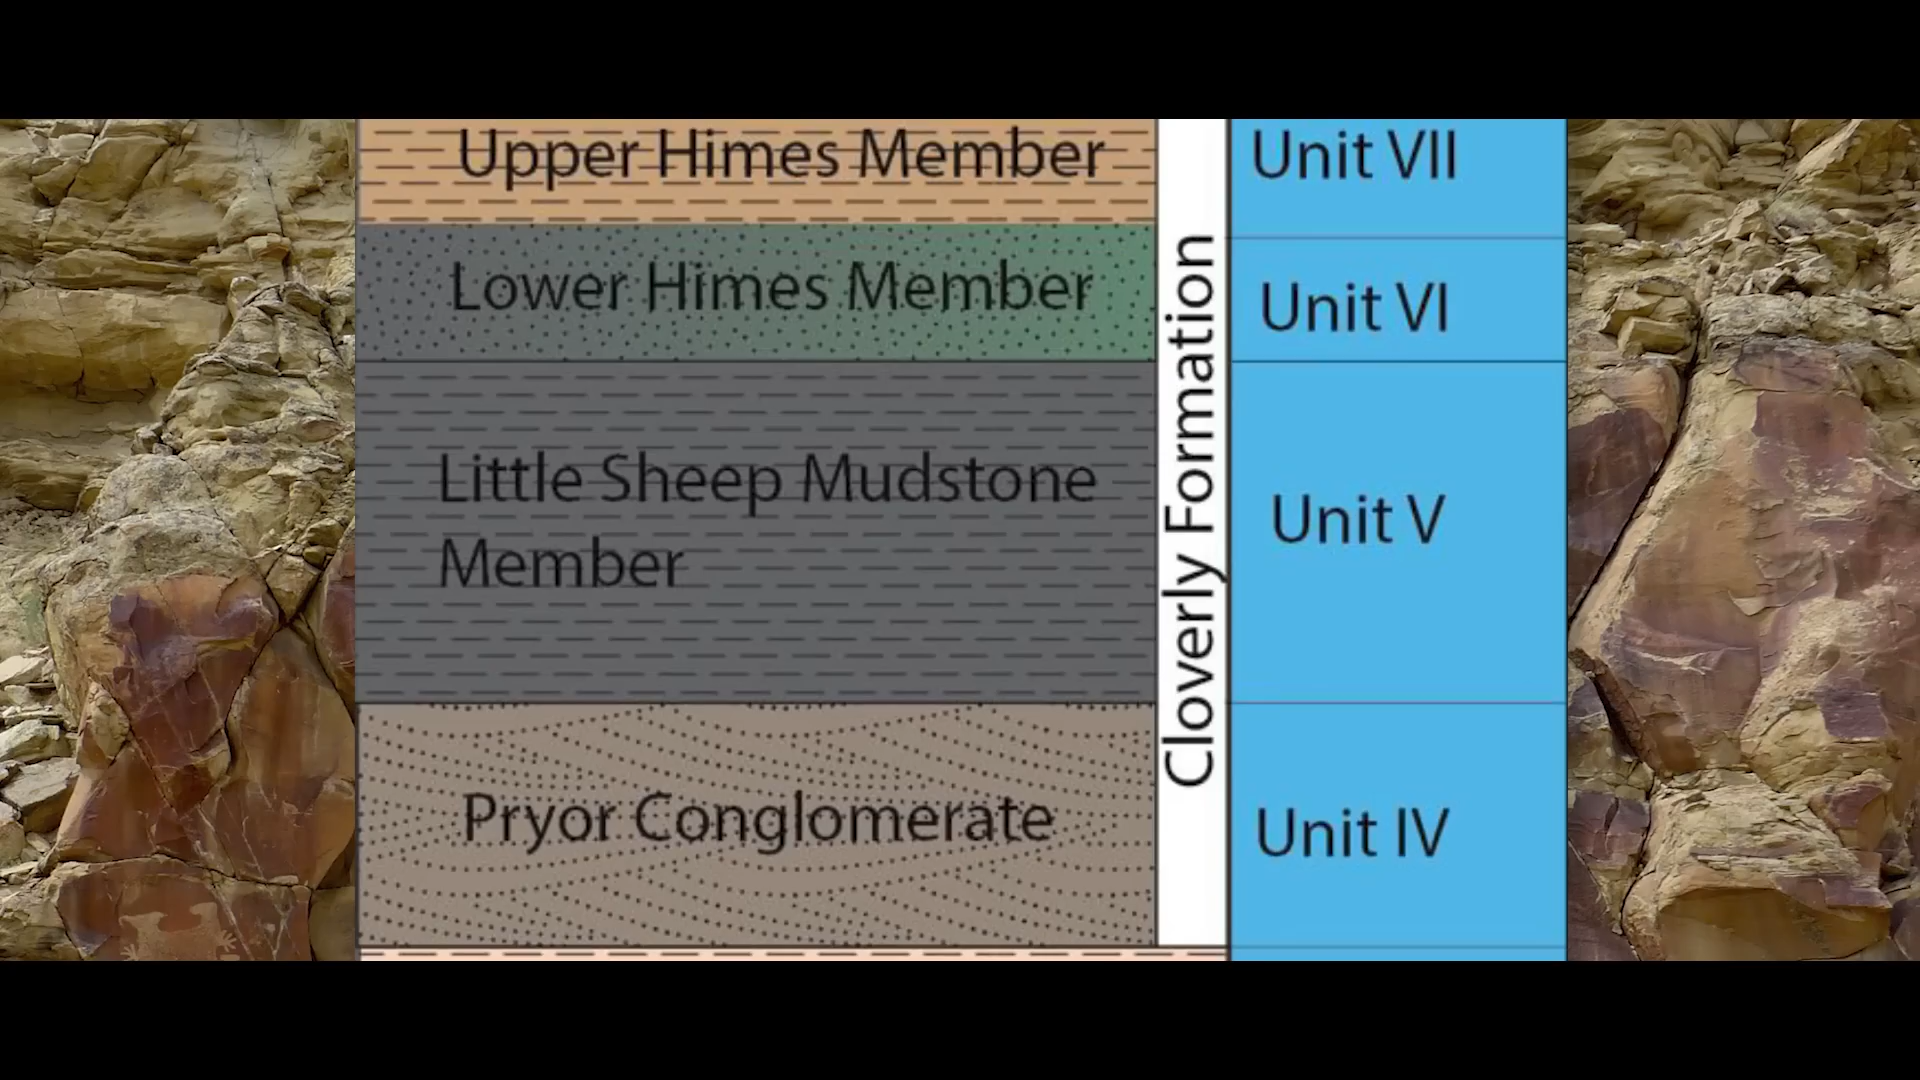 Upper Himes Member
Unit VII
Lower Himes Member
Unit VI
Little Sheep Mudstone
Member
Unit V
Pryor Conglomerate
Unit IV
Cloverly Formation